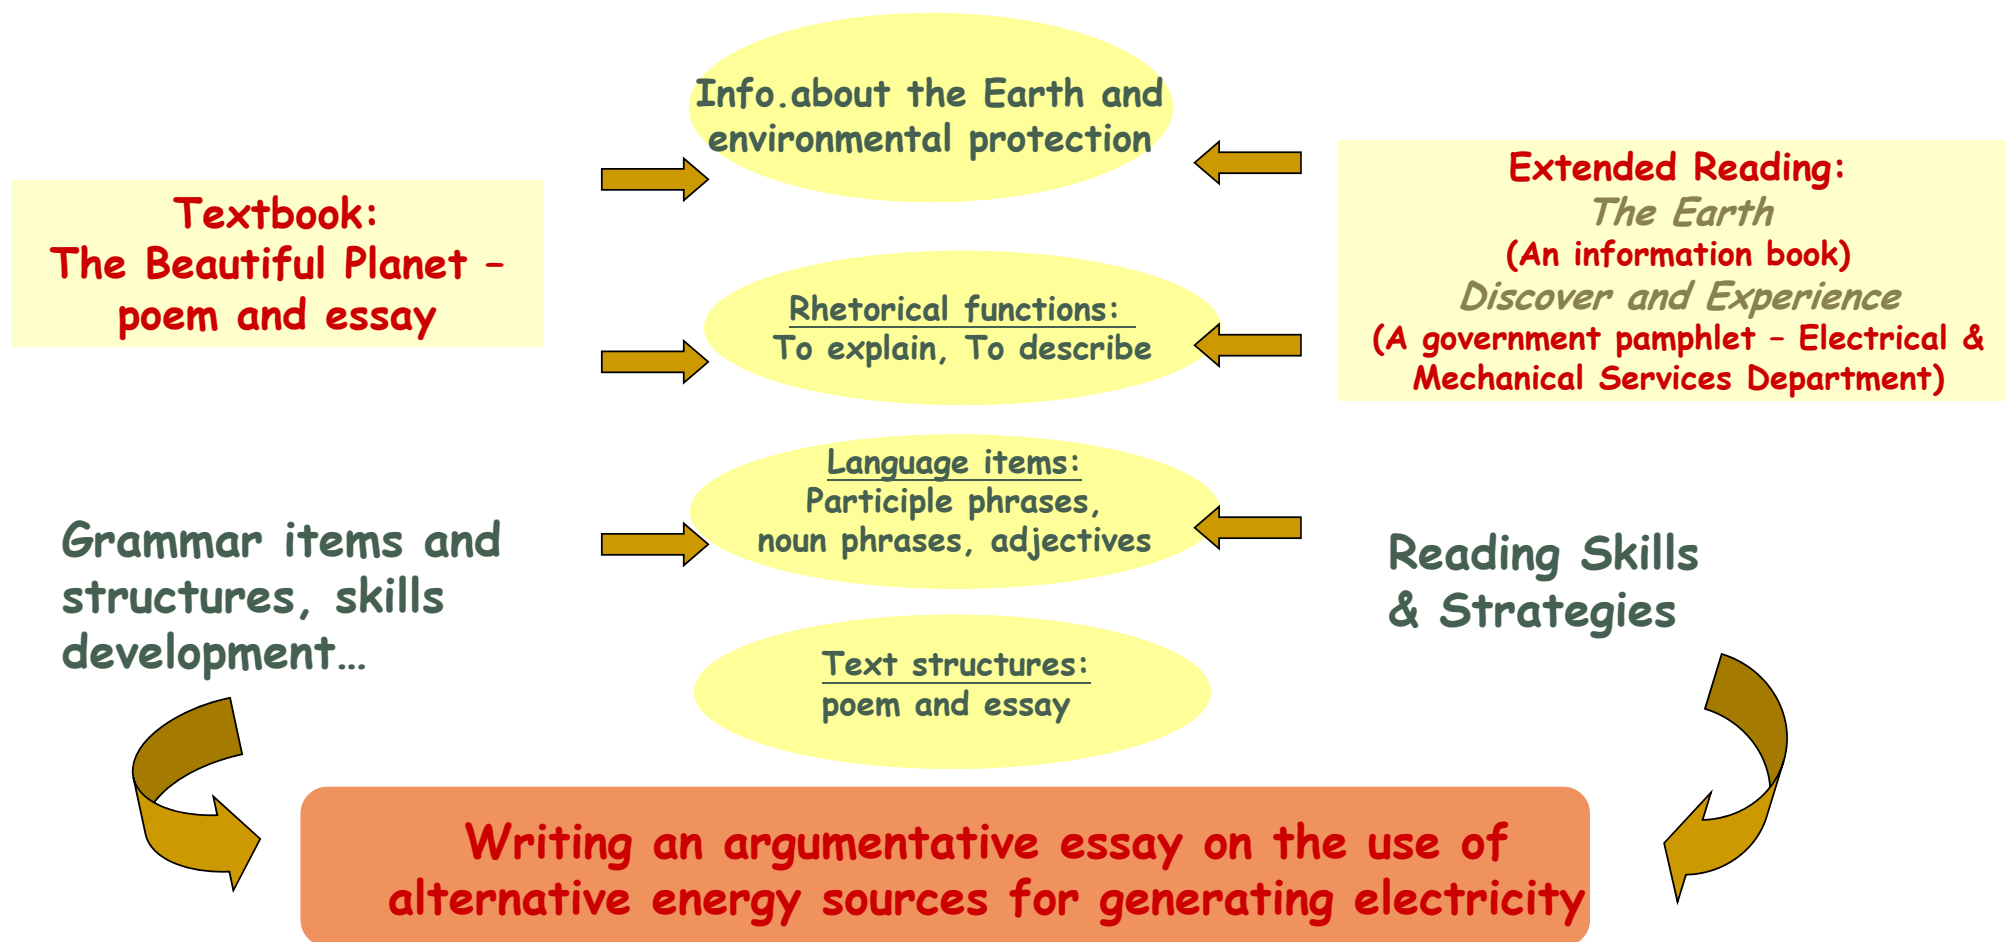 Info.about the Earth and
environmental protection
Textbook:
The Beautiful Planet –
poem and essay
Extended Reading:
The Earth
(An information book)
Discover and Experience
(A government pamphlet – Electrical &
Mechanical Services Department)
Rhetorical functions:
To explain, To describe
Language items:
Participle phrases,
noun phrases, adjectives
Grammar items and
structures, skills
development…
Reading Skills
& Strategies
Text structures:
poem and essay
Writing an argumentative essay on the use of
alternative energy sources for generating electricity